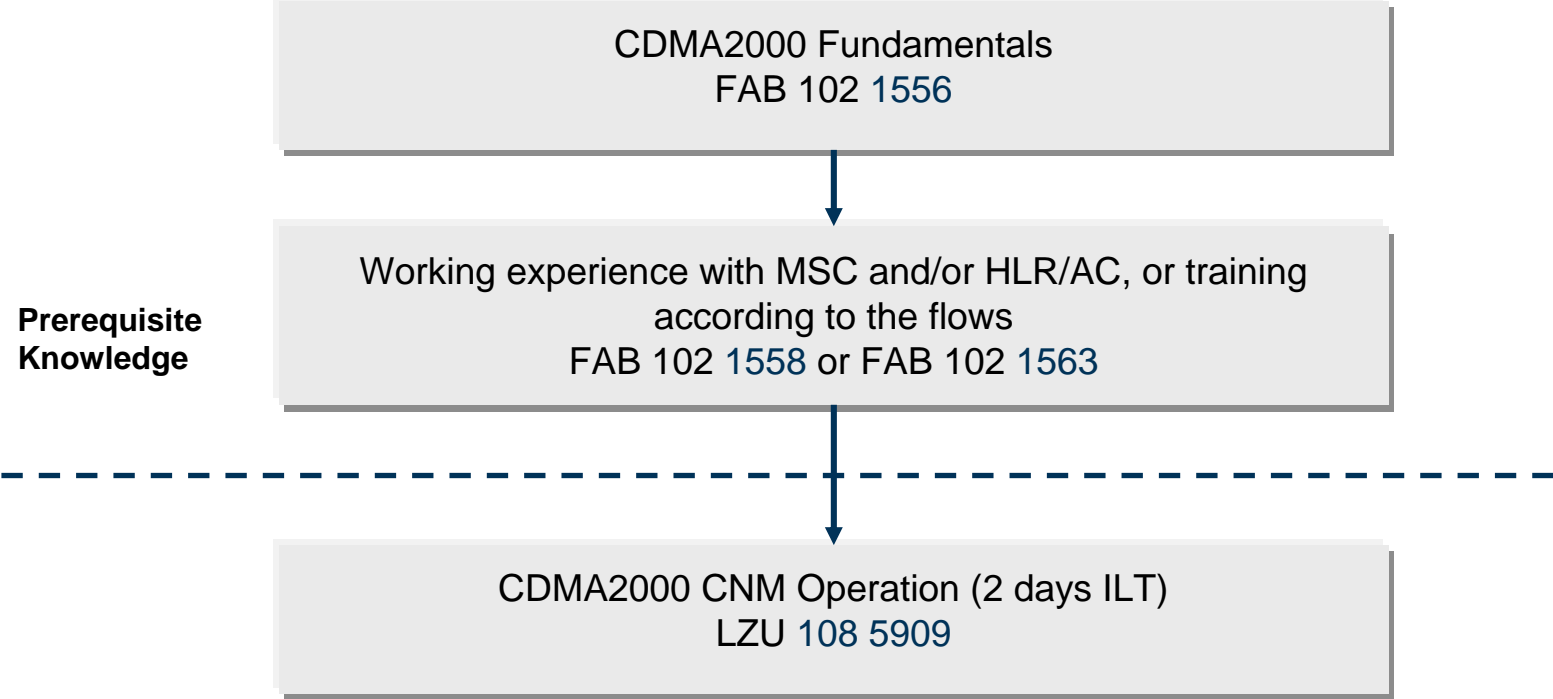 CDMA2000 Fundamentals
FAB 102 1556
Working experience with MSC and/or HLR/AC, or training
according to the flows
FAB 102 1558 or FAB 102 1563
Prerequisite
Knowledge
CDMA2000 CNM Operation (2 days ILT)
LZU 108 5909